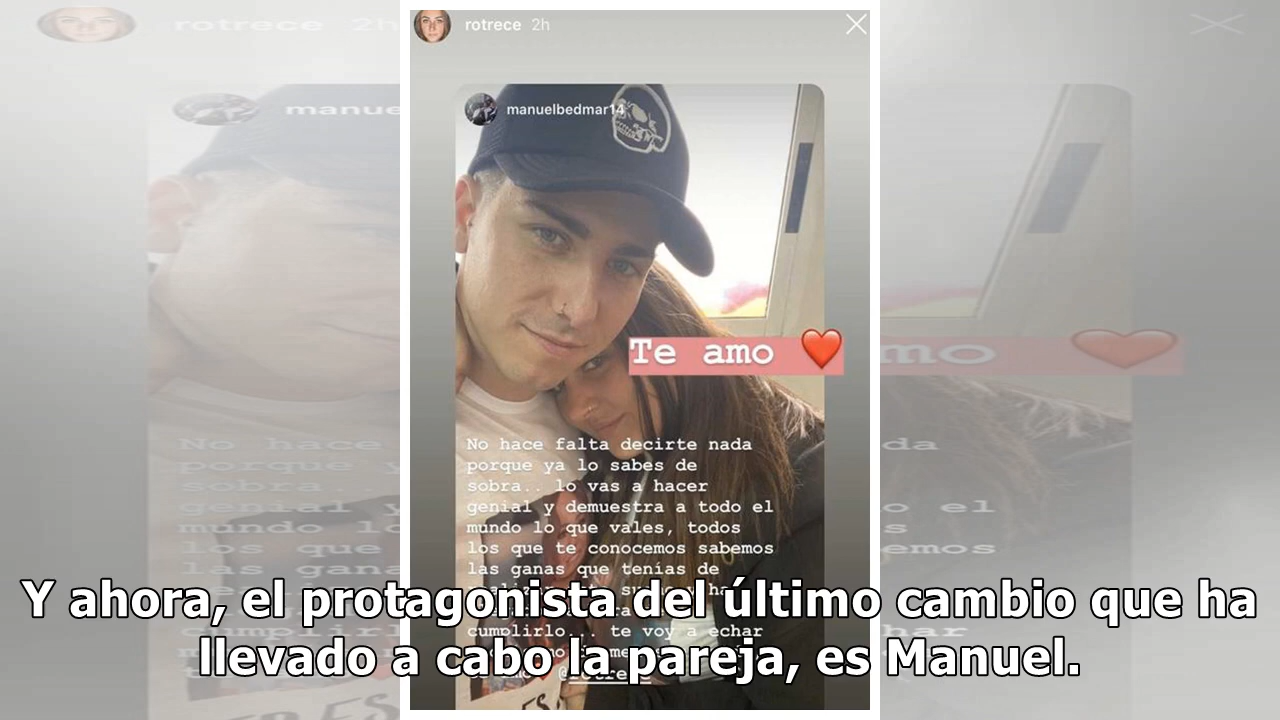 rotrece 2h
manuelbedmar14
Te amo
No hace falta decirte nada
porque ya lo sabes de
sobra.. lo vas a hacer
genial y demuestra a todo el
mundo lo que vales, todos
los que te conocemos sabemos
las ganas que tenías de
cumplirlo... te voy a echar
Y ahora, el protagonista del último cambio que ha
llevado a cabo la pareja, es Manuel.